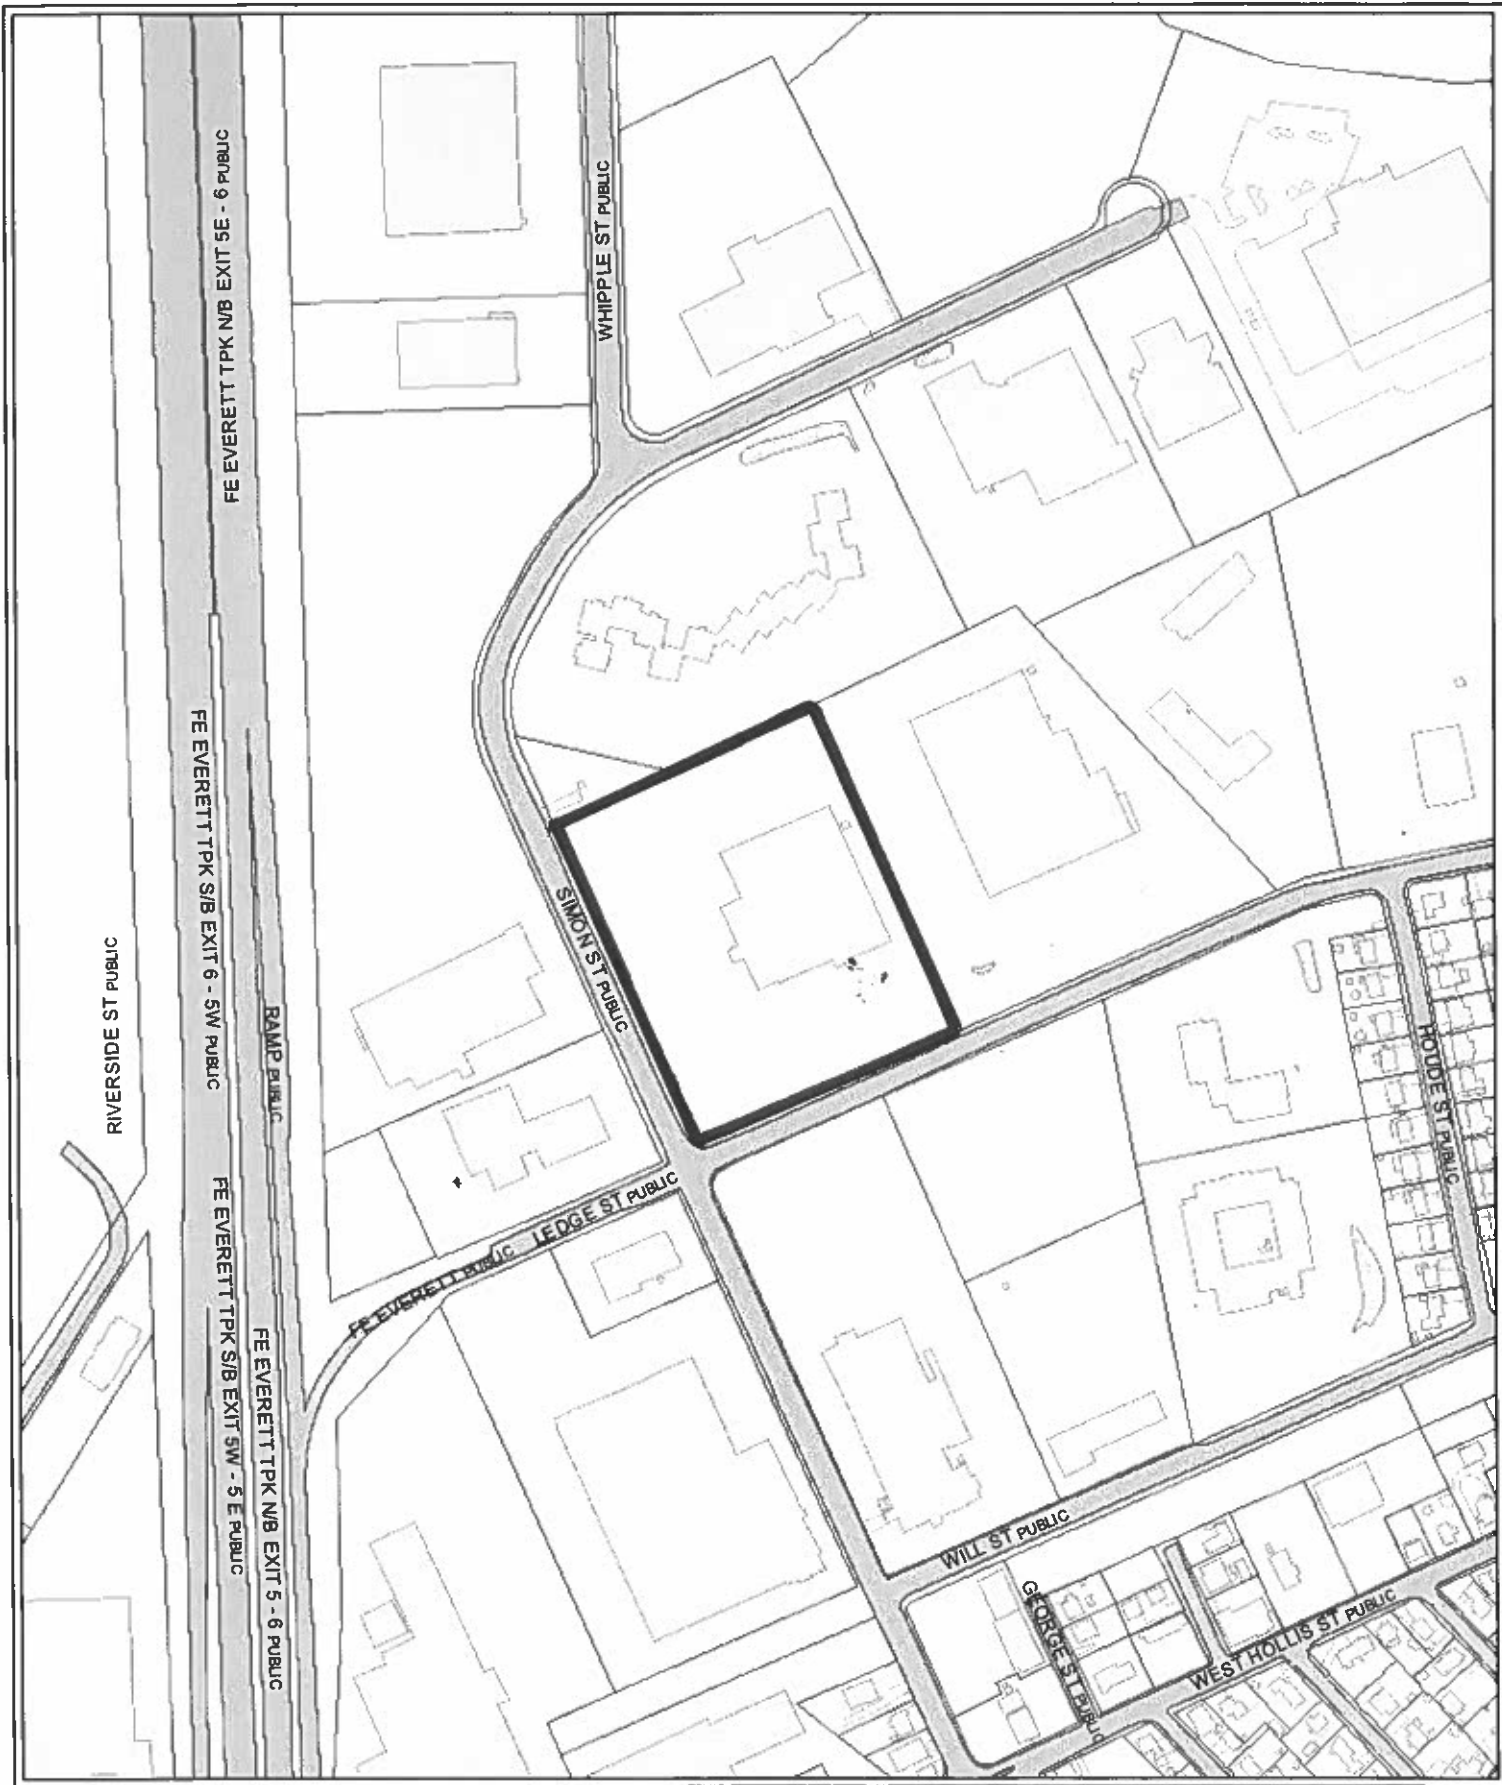 FE EVERETT TPK N/B EXIT 5E - 6 PUBLIC
WHIPPLE ST PUBLIC
FE EVERETT TPK S/B EXIT 6 - 5W PUBLIC
SIMON ST PUBLIC
RIVERSIDE ST PUBLIC
RAMP PUBLIC
HOUDE ST PUBLIC
LEDGE ST PUBLIC
FE EVERETT PUBLIC
FE EVERETT TPK S/B EXIT 5W - 5 E PUBLIC
FE EVERETT TPK N/B EXIT 5 - 6 PUBLIC
WILL ST PUBLIC
GEORGE ST PUBLIC
WEST HOLLIS ST PUBLIC